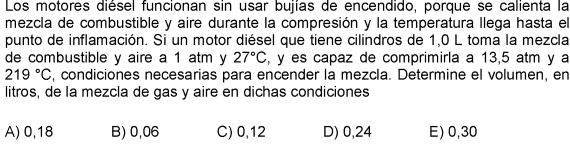 Los motores diésel funcionan sin usar bujías de encendido, porque se calienta la
mezcla de combustible y aire durante la compresión y la temperatura llega hasta el
punto de inflamación. Si un motor diésel que tiene cilindros de 1,0 L toma la mezcla
de combustible y aire a 1 atm y 27°C, y es capaz de comprimirla a 13,5 atm y a
219 °C, condiciones necesarias para encender la mezcla. Determine el volumen, en
litros, de la mezcla de gas y aire en dichas condiciones
A) 0,18 B) 0,06 C) 0,12 D) 0,24 E) 0,30